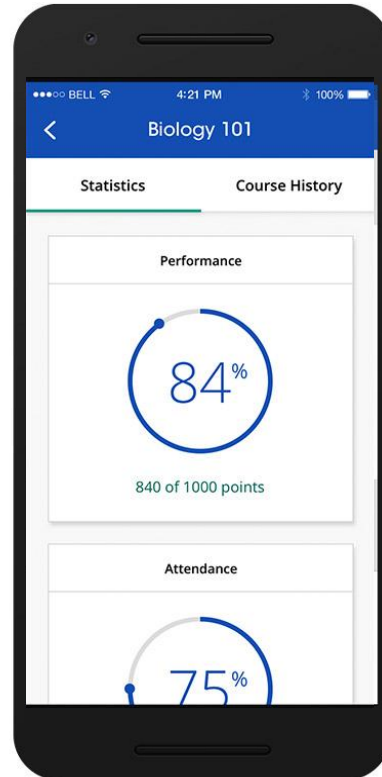 ●●●○○ BELL 4:21 PM 100%
Biology 101
Statistics Course History
Performance
84%
840 of 1000 points
Attendance
75%